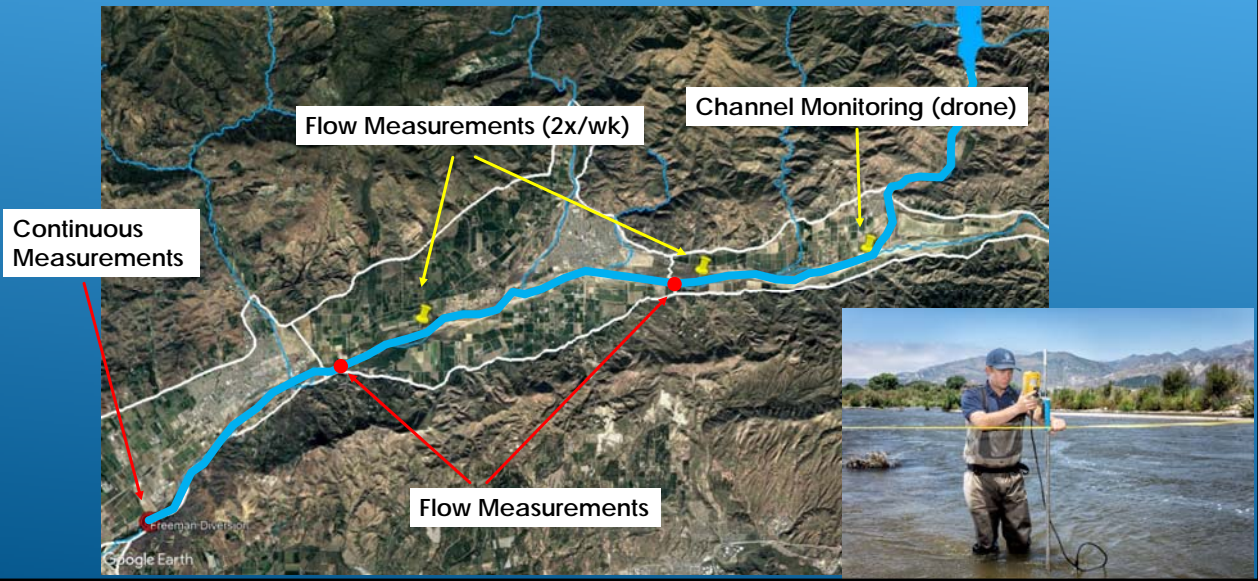 Flow Measurements (2x/wk)
Channel Monitoring (drone)
Continuous
Measurements
Flow Measurements
Freeman Diversion
Google Earth